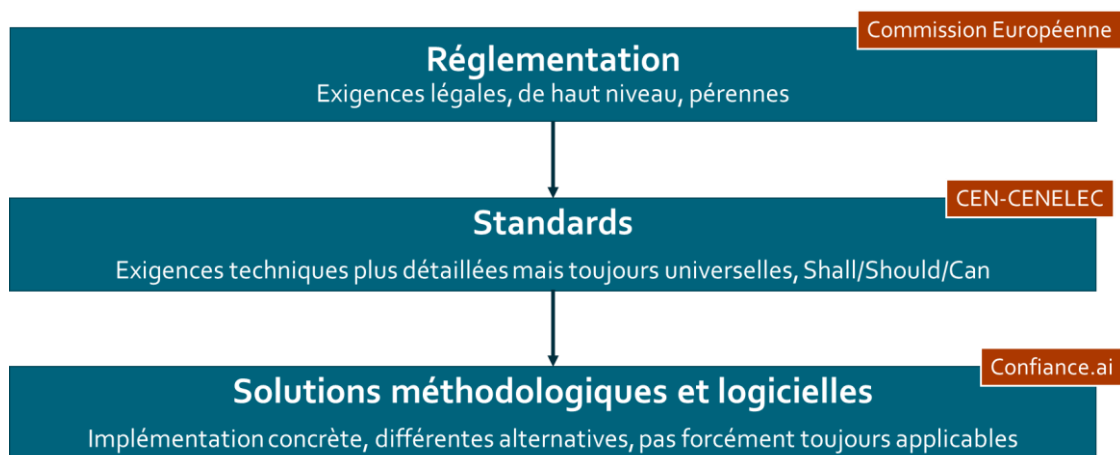 Commission Européenne
Réglementation
Exigences légales, de haut niveau, pérennes
CEN-CENELEC
Standards
Exigences techniques plus détaillées mais toujours universelles, Shall/Should/Can
Confiance.ai
Solutions méthodologiques et logicielles
Implémentation concrète, différentes alternatives, pas forcément toujours applicables